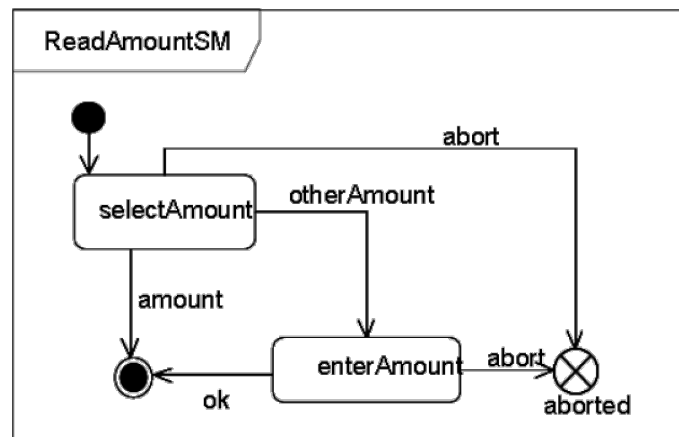 ReadAmountSM
abort
otherAmount
selectAmount
amount
enterAmount
abort
ok
aborted